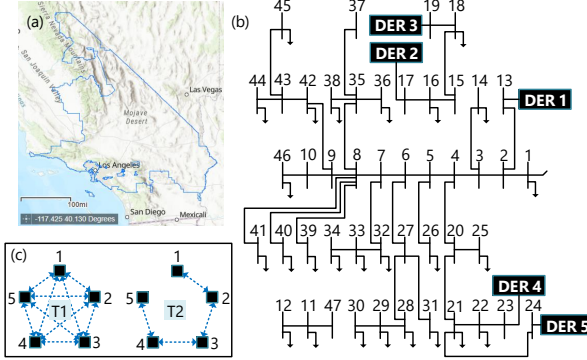 (a)
Sierra Nevada Mountains
San Joaquin Valley
Las Vegas
Mojave
Desert
Los Angeles
100mi
San Diego
Mexicali
-117.425 40.130 Degrees
(b)
45 37 DER 3 19 18
DER 2
44 43 42 38 35 36 17 16 15 14 13 DER 1
46 10 9 8 7 6 5 4 3 2 1
41 40 39 34 33 32 27 26 20 25
DER 4
12 11 47 30 29 28 31 21 22 23 24
DER 5
(c)
1 1
5 T1 2 5 T2 2
4 3 4 3